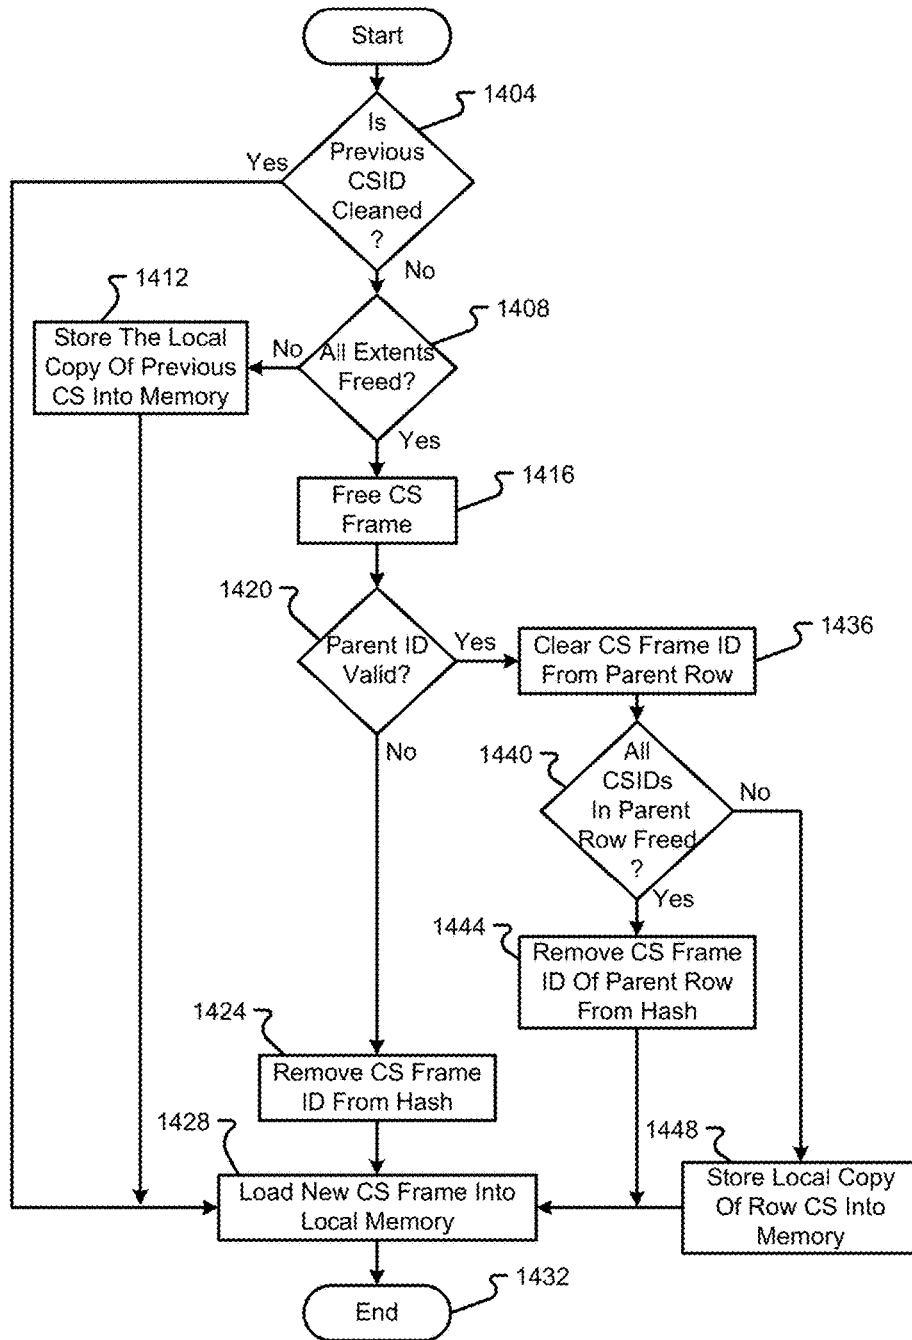 Start
1404
Is
Previous
CSID
Cleaned
?
Yes
No
1412
Store The Local
Copy Of Previous
CS Into Memory
No
1408
All Extents
Freed?
Yes
1416
Free CS
Frame
1420
Parent ID
Valid?
Yes
No
1436
Clear CS Frame ID
From Parent Row
1440
All
CSIDs
In Parent
Row Freed
?
No
Yes
1444
Remove CS Frame
ID Of Parent Row
From Hash
1424
Remove CS Frame
ID From Hash
1428
Load New CS Frame Into
Local Memory
1448
Store Local Copy
Of Row CS Into
Memory
1432
End